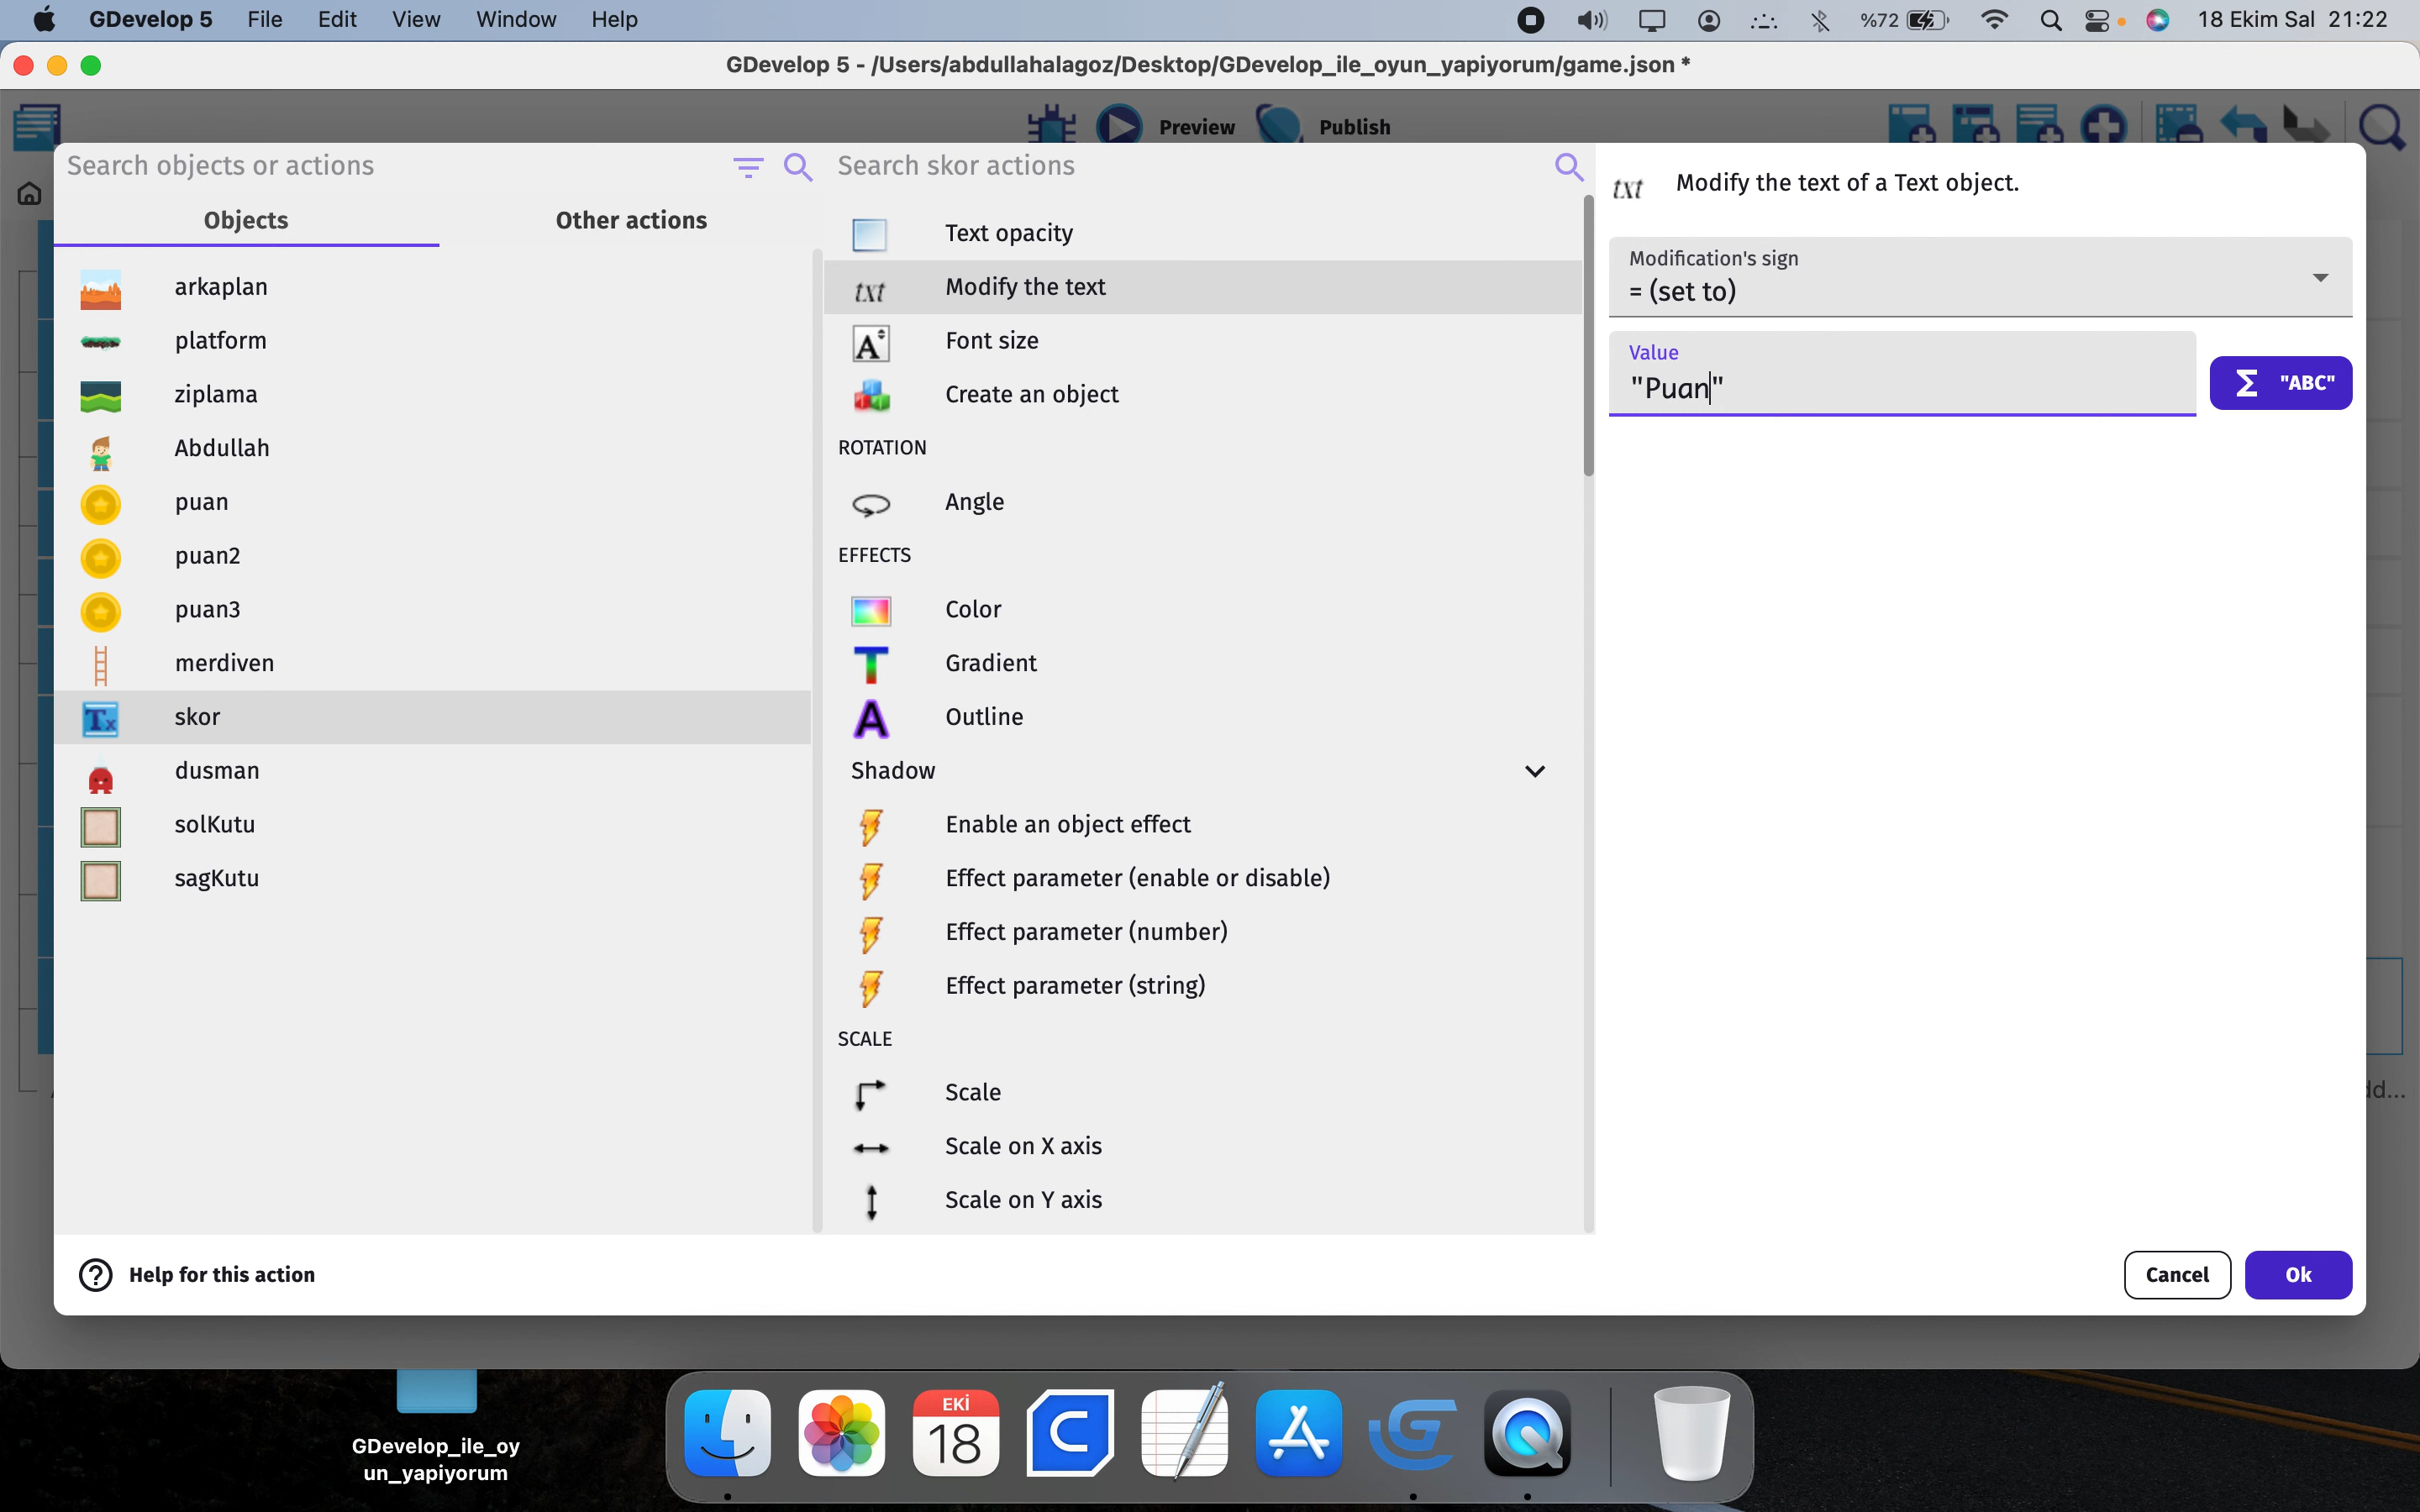 GDevelop 5 File Edit View Window Help %72 18 Ekim Sal 21:22
GDevelop 5 - /Users/abdullahalagoz/Desktop/GDevelop_ile_oyun_yapiyorum/game.json *
Preview Publish
Search objects or actions
Objects Other actions
arkaplan
platform
ziplama
Abdullah
puan
puan2
puan3
merdiven
Tx skor
dusman
solKutu
sagKutu
Search skor actions
Text opacity
txt Modify the text
A Font size
Create an object
ROTATION
Angle
EFFECTS
Color
T Gradient
A Outline
Shadow
Enable an object effect
Effect parameter (enable or disable)
Effect parameter (number)
Effect parameter (string)
SCALE
Scale
Scale on X axis
Scale on Y axis
txt Modify the text of a Text object.
Modification's sign
= (set to)
Value
"Puan"
Σ "ABC"
dd...
Help for this action
Cancel Ok
GDevelop_ile_oy
un_yapiyorum
EKİ
18